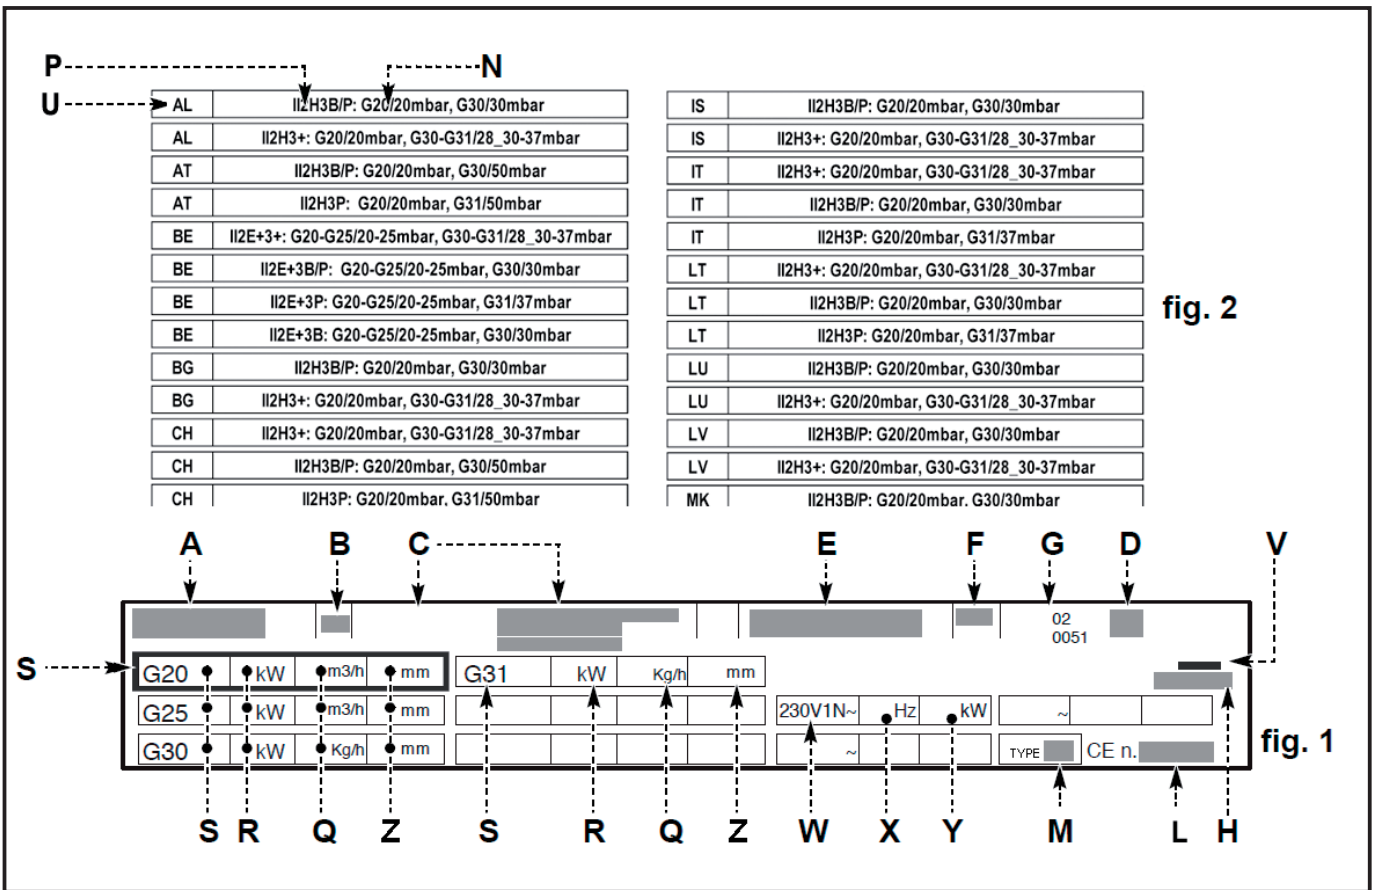 P N
U AL II2H3B/P: G20/20mbar, G30/30mbar
AL II2H3+: G20/20mbar, G30-G31/28_30-37mbar
AT II2H3B/P: G20/20mbar, G30/50mbar
AT II2H3P: G20/20mbar, G31/50mbar
BE II2E+3+: G20-G25/20-25mbar, G30-G31/28_30-37mbar
BE II2E+3B/P: G20-G25/20-25mbar, G30/30mbar
BE II2E+3P: G20-G25/20-25mbar, G31/37mbar
BE II2E+3B: G20-G25/20-25mbar, G30/30mbar
BG II2H3B/P: G20/20mbar, G30/30mbar
BG II2H3+: G20/20mbar, G30-G31/28_30-37mbar
CH II2H3+: G20/20mbar, G30-G31/28_30-37mbar
CH II2H3B/P: G20/20mbar, G30/50mbar
CH II2H3P: G20/20mbar, G31/50mbar
IS II2H3B/P: G20/20mbar, G30/30mbar
IS II2H3+: G20/20mbar, G30-G31/28_30-37mbar
IT II2H3+: G20/20mbar, G30-G31/28_30-37mbar
IT II2H3B/P: G20/20mbar, G30/30mbar
IT II2H3P: G20/20mbar, G31/37mbar
LT II2H3+: G20/20mbar, G30-G31/28_30-37mbar
LT II2H3B/P: G20/20mbar, G30/30mbar
LT II2H3P: G20/20mbar, G31/37mbar
LU II2H3B/P: G20/20mbar, G30/30mbar
LU II2H3+: G20/20mbar, G30-G31/28_30-37mbar
LV II2H3B/P: G20/20mbar, G30/30mbar
LV II2H3+: G20/20mbar, G30-G31/28_30-37mbar
MK II2H3B/P: G20/20mbar, G30/30mbar
fig. 2
A B C E F G D V
02
0051
S G20 kW m3/h mm G31 kW Kg/h mm
G25 kW m3/h mm 230V1N~ Hz kW ~
G30 kW Kg/h mm ~ TYPE CE n.
fig. 1
S R Q Z S R Q Z W X Y M L H